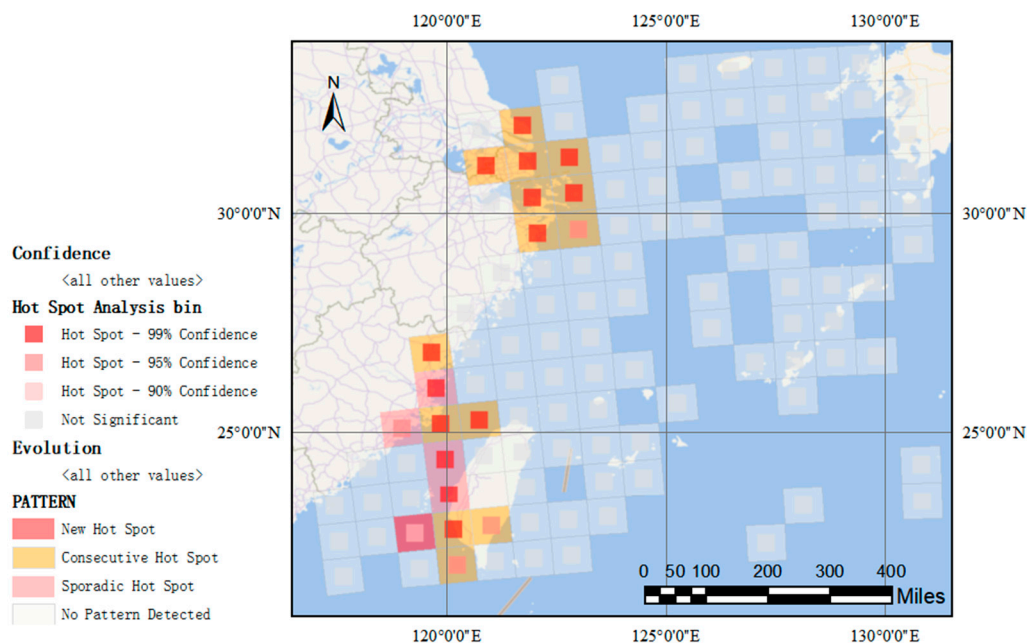 120°0'0"E 125°0'0"E 130°0'0"E
N
30°0'0"N 30°0'0"N
Confidence
<all other values>
Hot Spot Analysis bin
Hot Spot - 99% Confidence
Hot Spot - 95% Confidence
Hot Spot - 90% Confidence
Not Significant
25°0'0"N 25°0'0"N
Evolution
<all other values>
PATTERN
New Hot Spot
Consecutive Hot Spot
Sporadic Hot Spot
No Pattern Detected
0 50 100 200 300 400
Miles
120°0'0"E 125°0'0"E 130°0'0"E